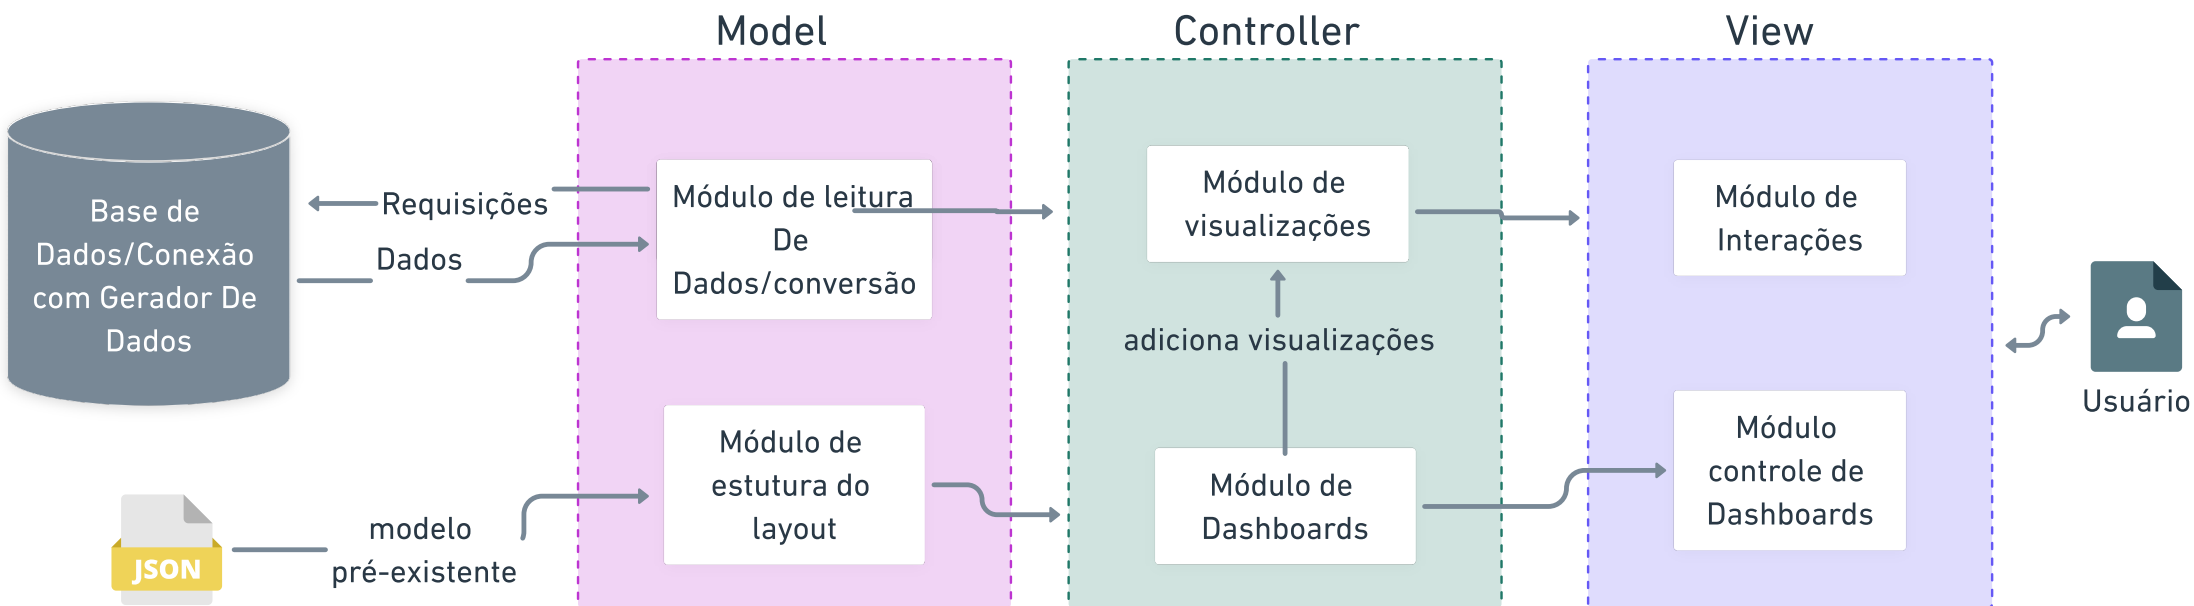 Model
Controller
View
Base de
Dados/Conexão
com Gerador De
Dados
Requisições
Dados
Módulo de leitura
De
Dados/conversão
Módulo de
visualizações
Módulo de
Interações
adiciona visualizações
Usuário
JSON
modelo
pré-existente
Módulo de
estutura do
layout
Módulo de
Dashboards
Módulo
controle de
Dashboards